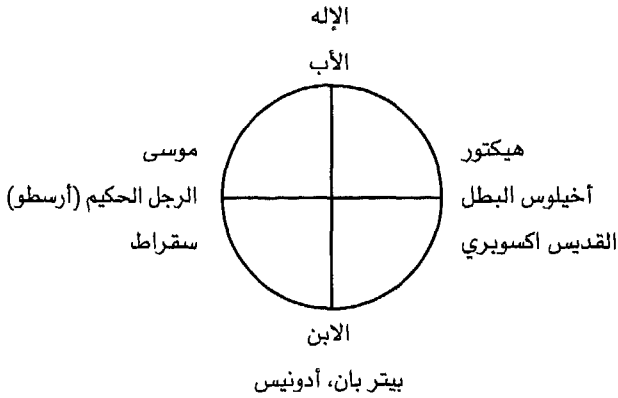 الإله
الأب
هيكتور
موسى
أخيلوس البطل
الرجل الحكيم (أرسطو)
القديس اكسوبري
سقراط
الابن
بيتر بان، أدونيس